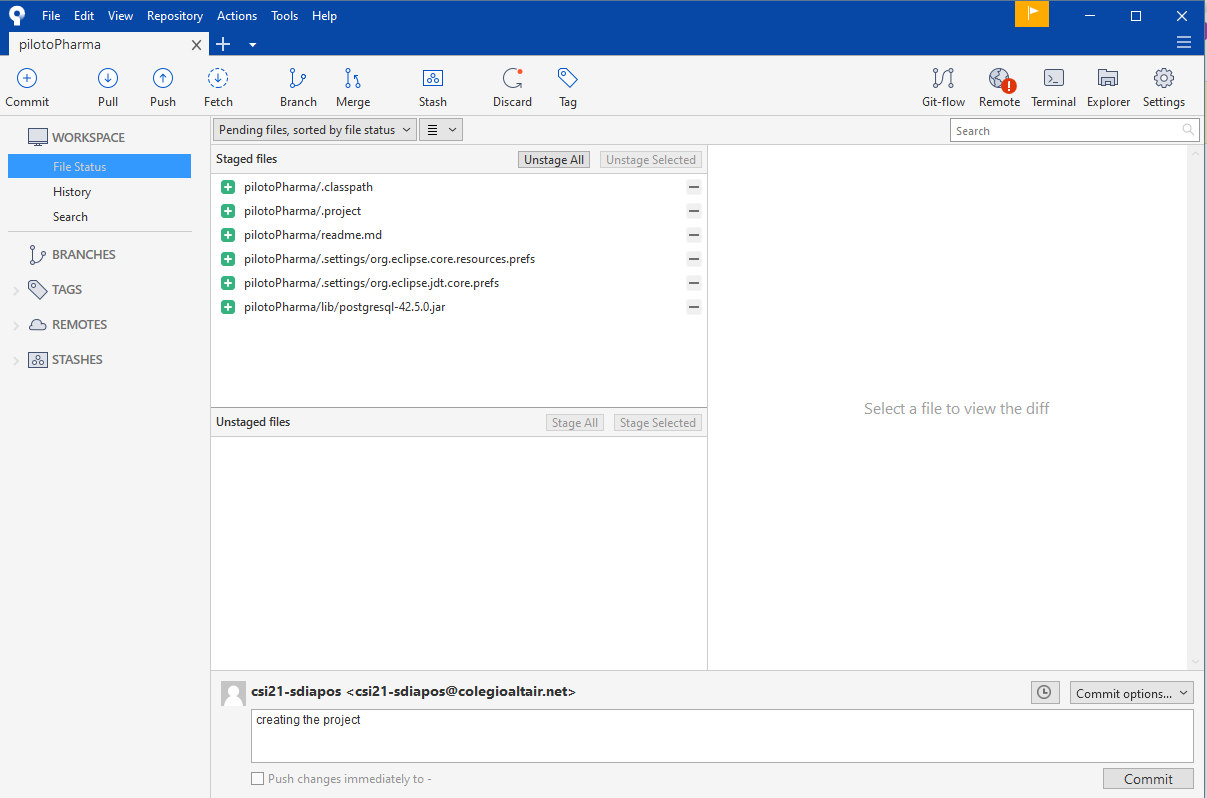 File Edit View Repository Actions Tools Help
pilotoPharma
Commit Pull Push Fetch Branch Merge Stash Discard Tag Git-flow Remote Terminal Explorer Settings
WORKSPACE
File Status
History
Search
BRANCHES
TAGS
REMOTES
STASHES
Pending files, sorted by file status
Search
Staged files Unstage All Unstage Selected
pilotoPharma/.classpath
pilotoPharma/.project
pilotoPharma/readme.md
pilotoPharma/.settings/org.eclipse.core.resources.prefs
pilotoPharma/.settings/org.eclipse.jdt.core.prefs
pilotoPharma/lib/postgresql-42.5.0.jar
Unstaged files Stage All Stage Selected
Select a file to view the diff
csi21-sdiapos <csi21-sdiapos@colegioaltair.net>
Commit options...
creating the project
Push changes immediately to -
Commit